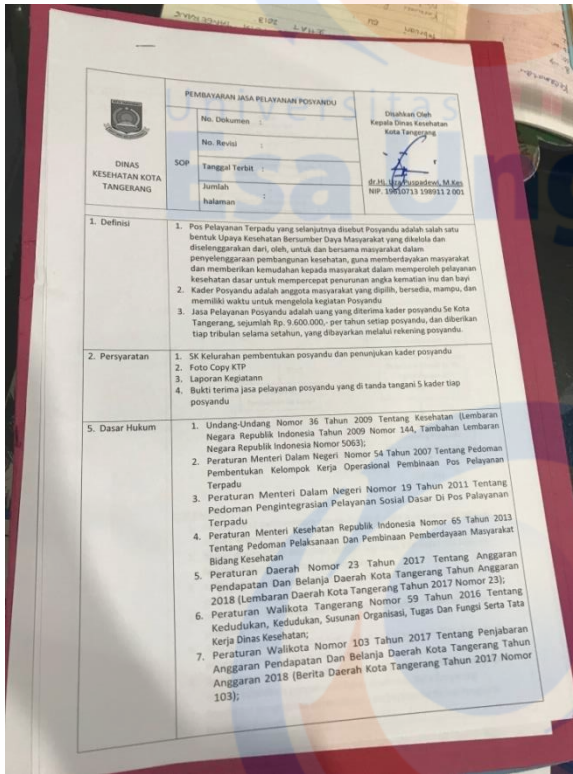 PEMBAYARAN JASA PELAYANAN POSYANDU
DINAS
KESEHATAN KOTA
TANGERANG
SOP
No. Dokumen :
No. Revisi :
Tanggal Terbit :
Jumlah
halaman :
Disahkan Oleh
Kepala Dinas Kesehatan
Kota Tangerang
dr.Hj. Liza Puspadewi, M.Kes
NIP. 19610713 198911 2 001
1. Definisi
1. Pos Pelayanan Terpadu yang selanjutnya disebut Posyandu adalah salah satu
bentuk Upaya Kesehatan Bersumber Daya Masyarakat yang dikelola dan
diselenggarakan dari, oleh, untuk dan bersama masyarakat dalam
penyelenggaraan pembangunan kesehatan, guna memberdayakan masyarakat
dan memberikan kemudahan kepada masyarakat dalam memperoleh pelayanan
kesehatan dasar untuk mempercepat penurunan angka kematian inu dan bayi
2. Kader Posyandu adalah anggota masyarakat yang dipilih, bersedia, mampu, dan
memiliki waktu untuk mengelola kegiatan Posyandu
3. Jasa Pelayanan Posyandu adalah uang yang diterima kader posyandu Se Kota
Tangerang, sejumlah Rp. 9.600.000,- per tahun setiap posyandu, dan diberikan
tiap tribulan selama setahun, yang dibayarkan melalui rekening posyandu.
2. Persyaratan
1. SK Kelurahan pembentukan posyandu dan penunjukan kader posyandu
2. Foto Copy KTP
3. Laporan Kegiatann
4. Bukti terima jasa pelayanan posyandu yang di tanda tangani 5 kader tiap
posyandu
5. Dasar Hukum
1. Undang-Undang Nomor 36 Tahun 2009 Tentang Kesehatan (Lembaran
Negara Republik Indonesia Tahun 2009 Nomor 144, Tambahan Lembaran
Negara Republik Indonesia Nomor 5063);
2. Peraturan Menteri Dalam Negeri Nomor 54 Tahun 2007 Tentang Pedoman
Pembentukan Kelompok Kerja Operasional Pembinaan Pos Pelayanan
Terpadu
3. Peraturan Menteri Dalam Negeri Nomor 19 Tahun 2011 Tentang
Pedoman Pengintegrasian Pelayanan Sosial Dasar Di Pos Palayanan
Terpadu
4. Peraturan Menteri Kesehatan Republik Indonesia Nomor 65 Tahun 2013
Tentang Pedoman Pelaksanaan Dan Pembinaan Pemberdayaan Masyarakat
Bidang Kesehatan
5. Peraturan Daerah Nomor 23 Tahun 2017 Tentang Anggaran
Pendapatan Dan Belanja Daerah Kota Tangerang Tahun Anggaran
2018 (Lembaran Daerah Kota Tangerang Tahun 2017 Nomor 23);
6. Peraturan Walikota Tangerang Nomor 59 Tahun 2016 Tentang
Kedudukan, Kedudukan, Susunan Organisasi, Tugas Dan Fungsi Serta Tata
Kerja Dinas Kesehatan;
7. Peraturan Walikota Nomor 103 Tahun 2017 Tentang Penjabaran
Anggaran Pendapatan Dan Belanja Daerah Kota Tangerang Tahun
Anggaran 2018 (Berita Daerah Kota Tangerang Tahun 2017 Nomor
103);
Universitas
Esa Ung